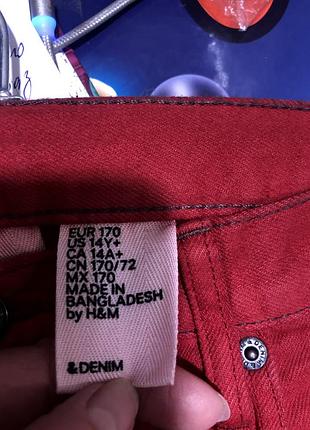 EUR 170
US 14Y+
CA 14A+
CN 170/72
MX 170
MADE IN
BANGLADESH
by H&M
&DENIM